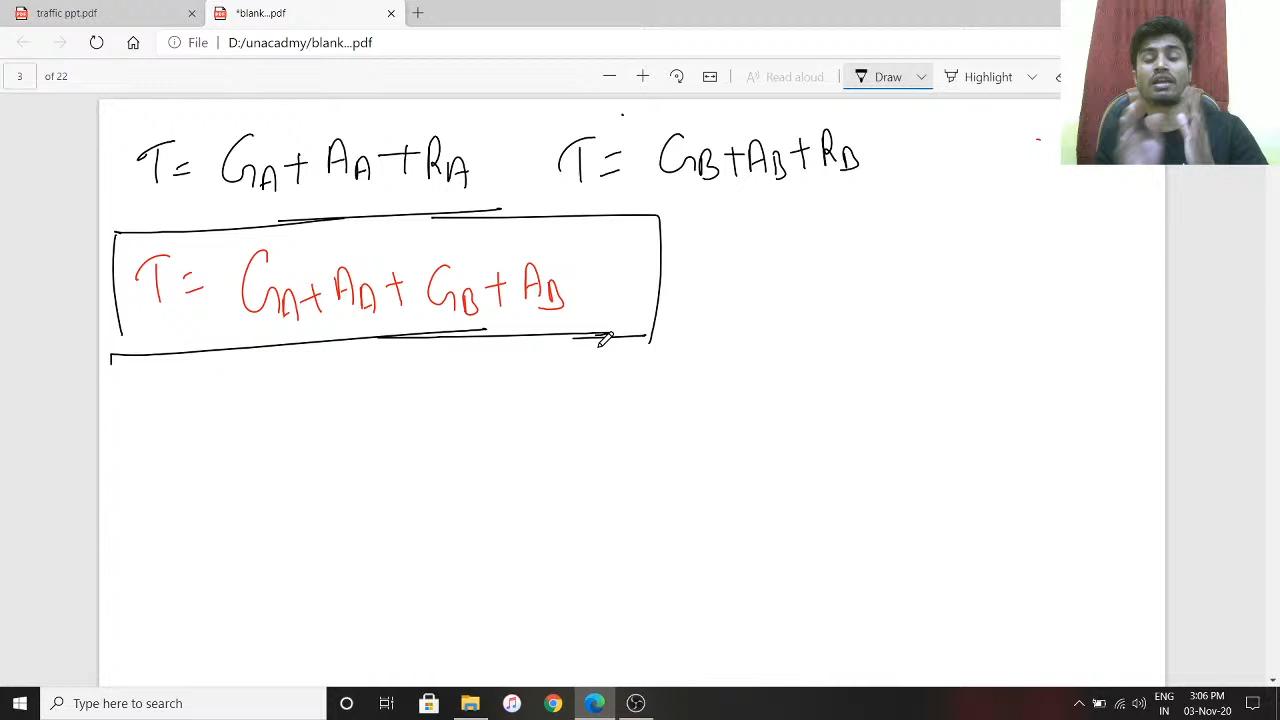 traffic ppt.pdf
*blank...pdf
File D:/unacadmy/blank...pdf
3 of 22
Read aloud
Draw
Highlight
T = GA + AA + RA T = GB + AB + RB
T = GA + AA + GB + AB
Type here to search
ENG
IN
3:06 PM
03-Nov-20